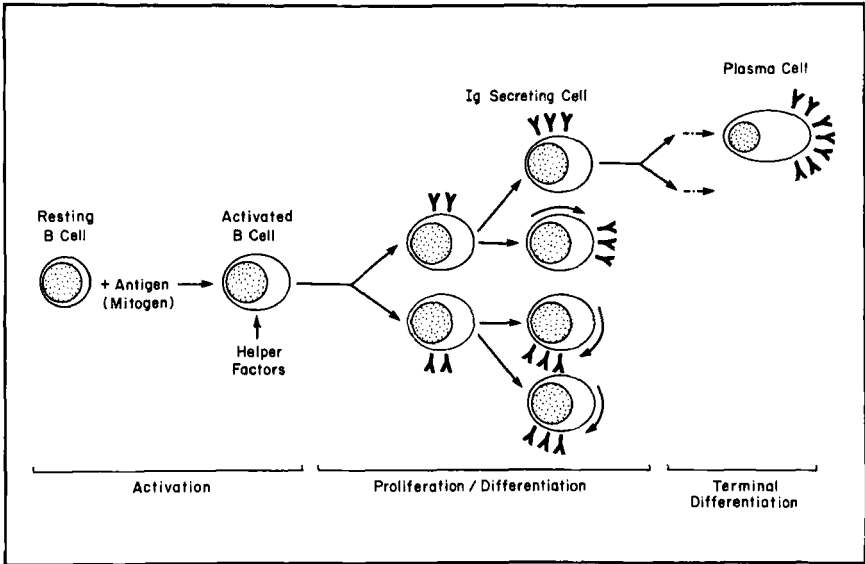 Plasma Cell
Ig Secreting Cell
Resting
B Cell
Activated
B Cell
+ Antigen
(Mitogen)
Helper
Factors
Activation
Proliferation / Differentiation
Terminal
Differentiation